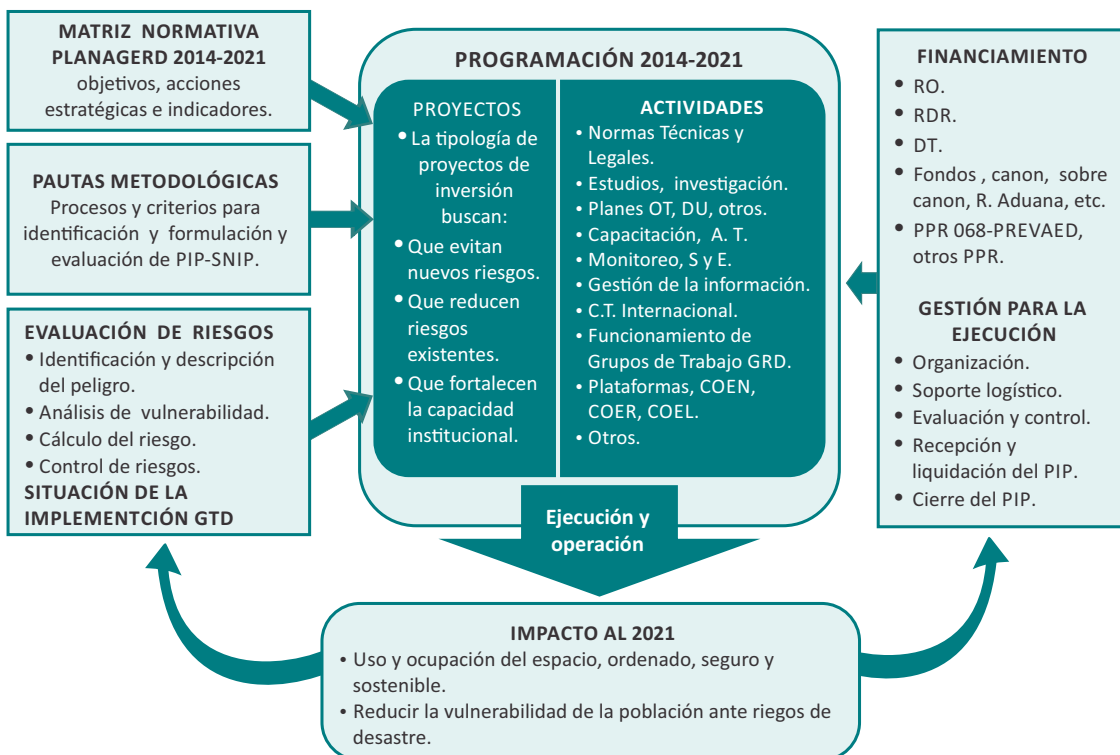 MATRIZ NORMATIVA
PLANAGERD 2014-2021
objetivos, acciones
estratégicas e indicadores.
PAUTAS METODOLÓGICAS
Procesos y criterios para
identificación y formulación y
evaluación de PIP-SNIP.
EVALUACIÓN DE RIESGOS
• Identificación y descripción
del peligro.
• Análisis de vulnerabilidad.
• Cálculo del riesgo.
• Control de riesgos.
SITUACIÓN DE LA
IMPLEMENTCIÓN GTD
PROGRAMACIÓN 2014-2021
PROYECTOS
• La tipología de
proyectos de
inversión
buscan:
• Que evitan
nuevos riesgos.
• Que reducen
riesgos
existentes.
• Que fortalecen
la capacidad
institucional.
ACTIVIDADES
• Normas Técnicas y
Legales.
• Estudios, investigación.
• Planes OT, DU, otros.
• Capacitación, A. T.
• Monitoreo, S y E.
• Gestión de la información.
• C.T. Internacional.
• Funcionamiento de
Grupos de Trabajo GRD.
• Plataformas, COEN,
COER, COEL.
• Otros.
FINANCIAMIENTO
• RO.
• RDR.
• DT.
• Fondos , canon, sobre
canon, R. Aduana, etc.
• PPR 068-PREVAED,
otros PPR.
GESTIÓN PARA LA
EJECUCIÓN
• Organización.
• Soporte logístico.
• Evaluación y control.
• Recepción y
liquidación del PIP.
• Cierre del PIP.
Ejecución y
operación
IMPACTO AL 2021
• Uso y ocupación del espacio, ordenado, seguro y
sostenible.
• Reducir la vulnerabilidad de la población ante riegos de
desastre.